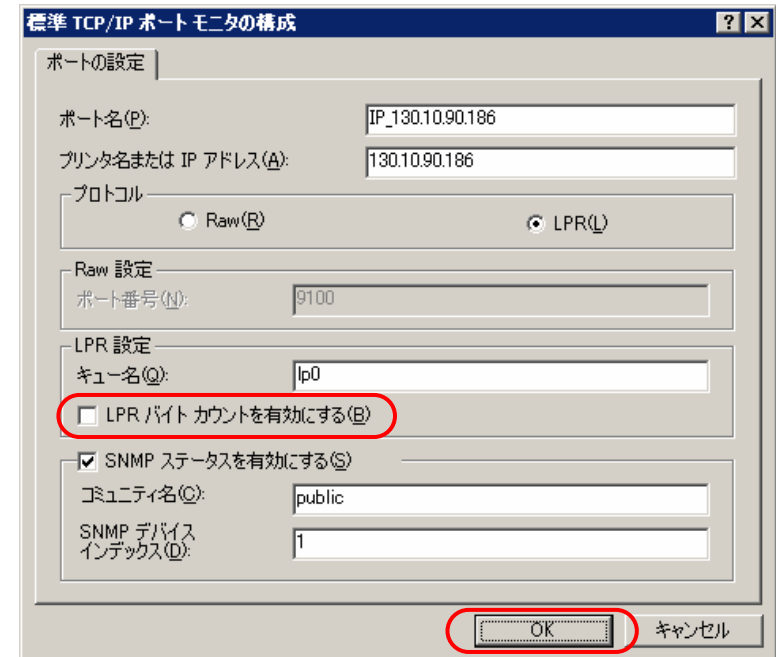 標準 TCP/IP ポート モニタの構成
ポートの設定
ポート名(P):
IP_130.10.90.186
プリンタ名または IP アドレス(A):
130.10.90.186
プロトコル
Raw(R)
LPR(L)
Raw 設定
ポート番号(N):
9100
LPR 設定
キュー名(Q):
lp0
LPR バイト カウントを有効にする(B)
SNMP ステータスを有効にする(S)
コミュニティ名(C):
public
SNMP デバイス
インデックス(D):
1
OK
キャンセル